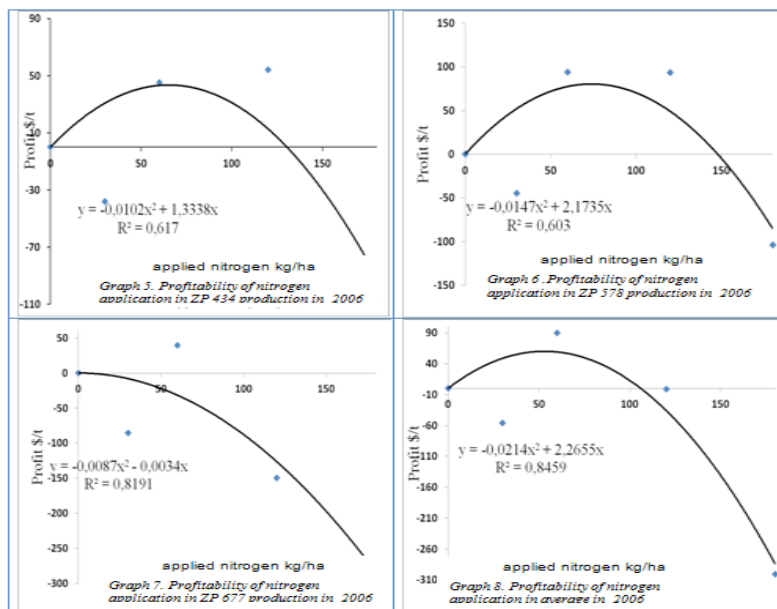 90
50
10
-30
-70
-110
0
50
100
150
Profit $/t
y = -0,0102x² + 1,3338x
R² = 0,617
applied nitrogen kg/ha
Graph 5. Profitability of nitrogen
application in ZP 434 production in 2006
150
100
50
0
-50
-100
-150
0
50
100
150
Profit $/t
y = -0,0147x² + 2,1735x
R² = 0,603
applied nitrogen kg/ha
Graph 6 .Profitability of nitrogen
application in ZP 578 production in 2006
50
0
-50
-100
-150
-200
-250
-300
0
50
100
150
Profit $/t
y = -0,0087x² - 0,0034x
R² = 0,8191
applied nitrogen kg/ha
Graph 7. Profitability of nitrogen
application in ZP 677 production in 2006
90
40
-10
-60
-110
-160
-210
-260
-310
0
50
100
150
Profit $/t
y = -0,0214x² + 2,2655x
R² = 0,8459
applied nitrogen kg/ha
Graph 8. Profitability of nitrogen
application in average in 2006